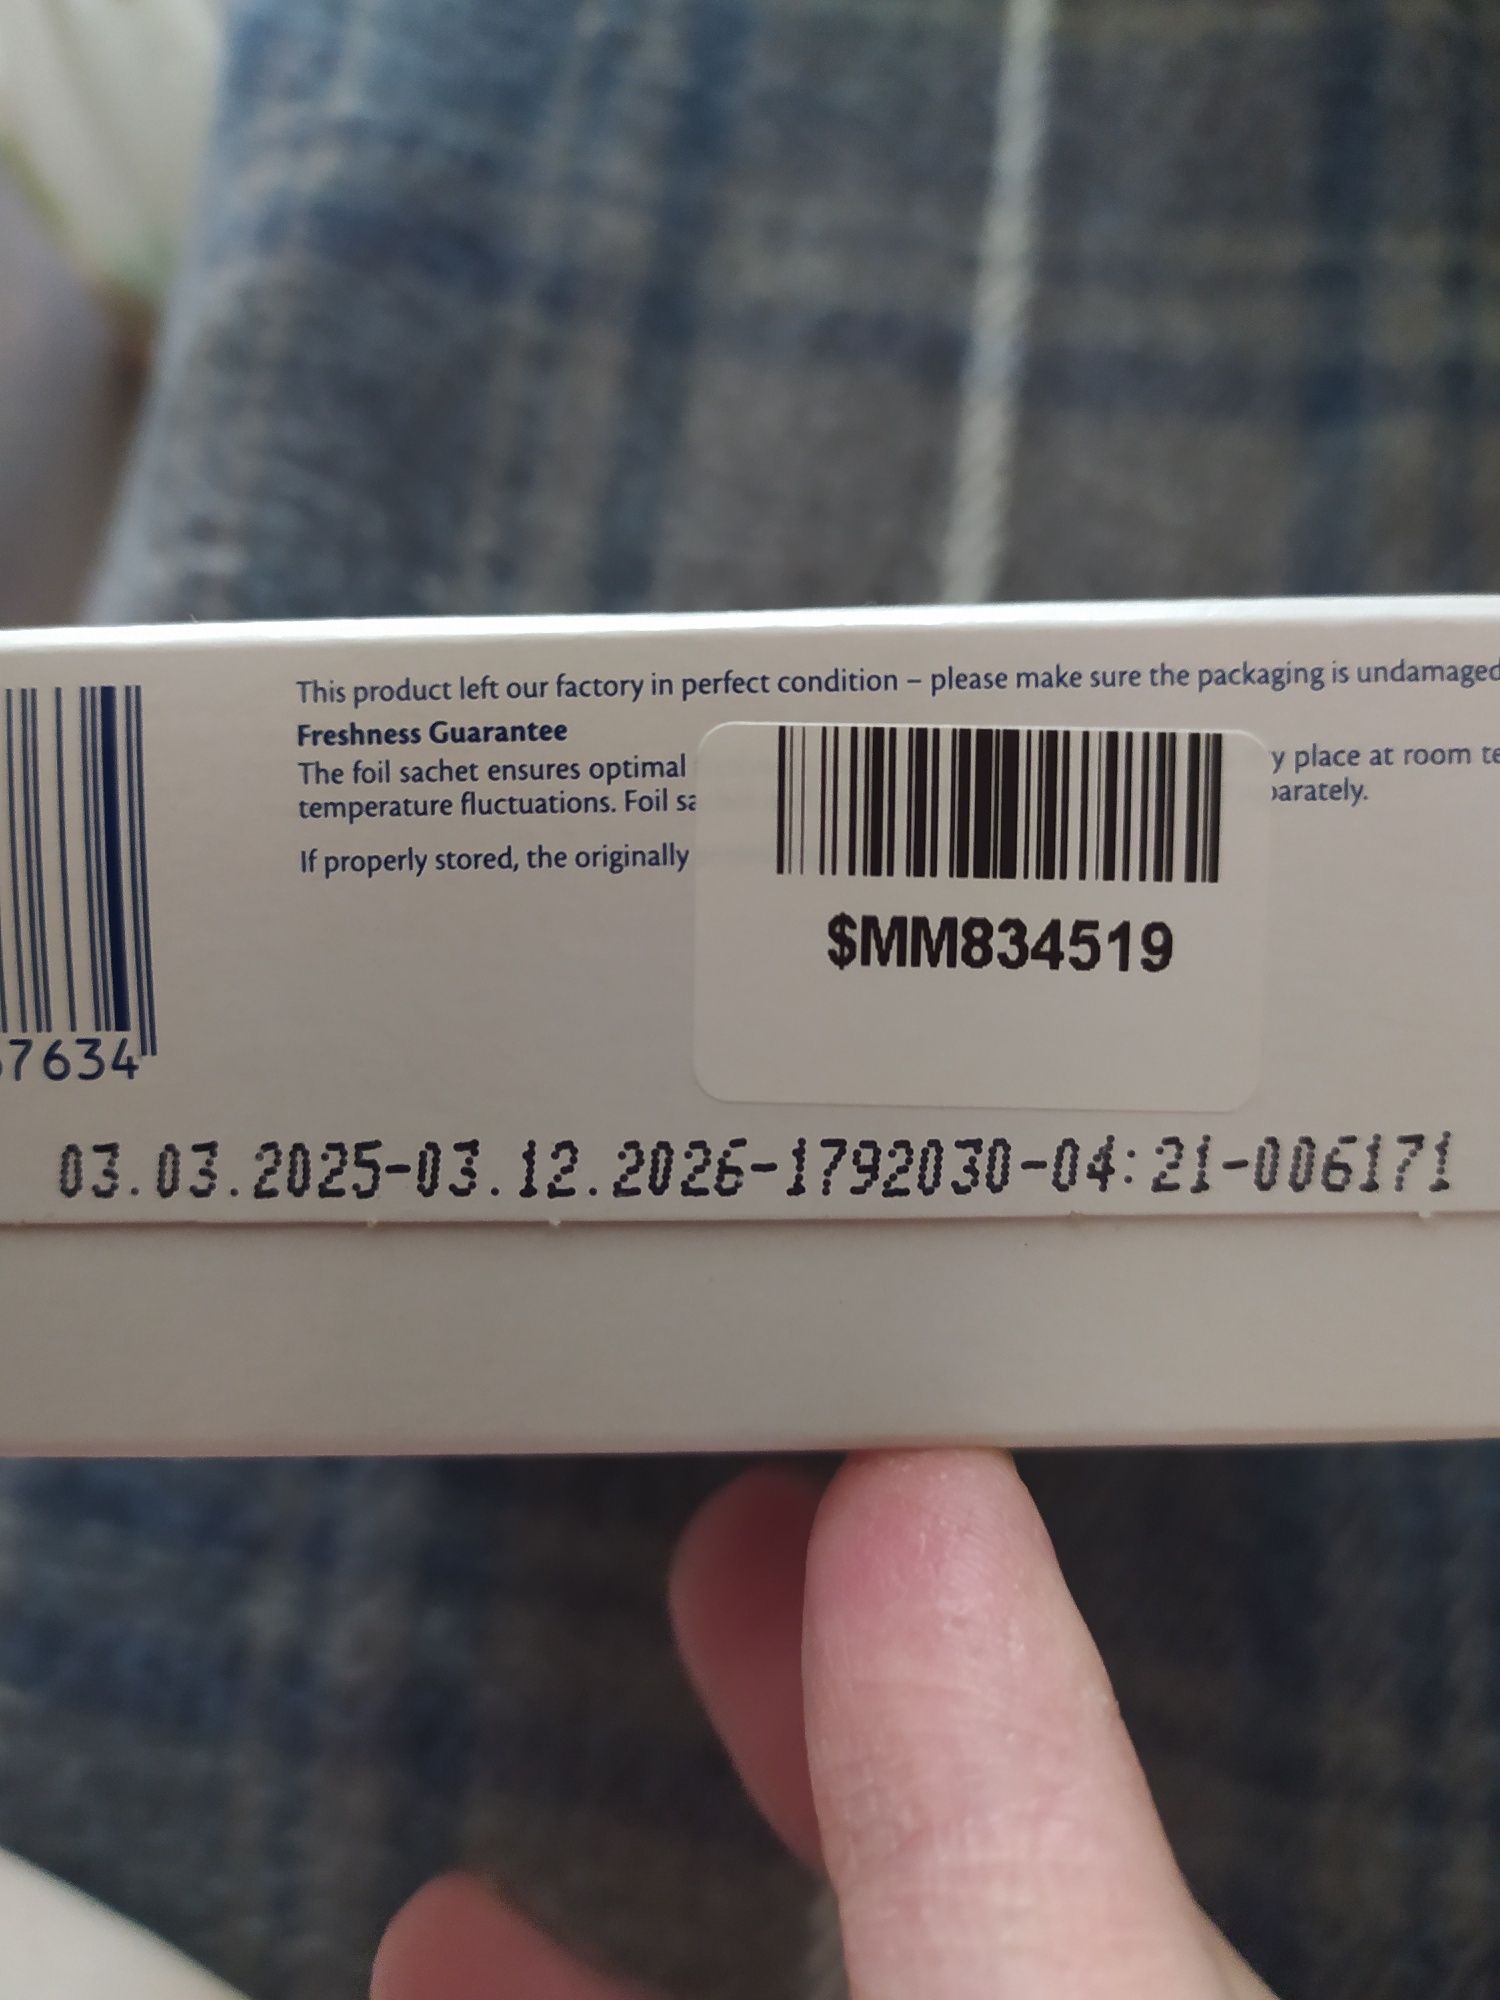 This product left our factory in perfect condition – please make sure the packaging is undamaged
Freshness Guarantee
The foil sachet ensures optimal
y place at room te
temperature fluctuations. Foil sa
parately.
If properly stored, the originally
$MM834519
7634
03.03.2025-03.12.2026-1792030-04:21-006171